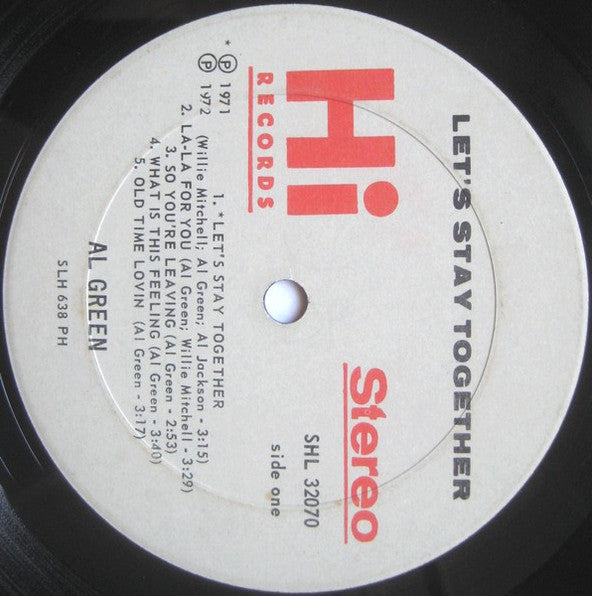 LET'S STAY TOGETHER
Hi
RECORDS
Stereo
SHL 32070
side one
* Ⓟ 1971
Ⓟ 1972
1. *LET'S STAY TOGETHER
(Willie Mitchell; Al Green; Al Jackson - 3:15)
2. LA-LA FOR YOU (Al Green; Willie Mitchell - 3:29)
3. SO YOU'RE LEAVING (Al Green - 2:53)
4. WHAT IS THIS FEELING (Al Green - 3:40)
5. OLD TIME LOVIN (Al Green - 3:17)
AL GREEN
SLH 638 PH